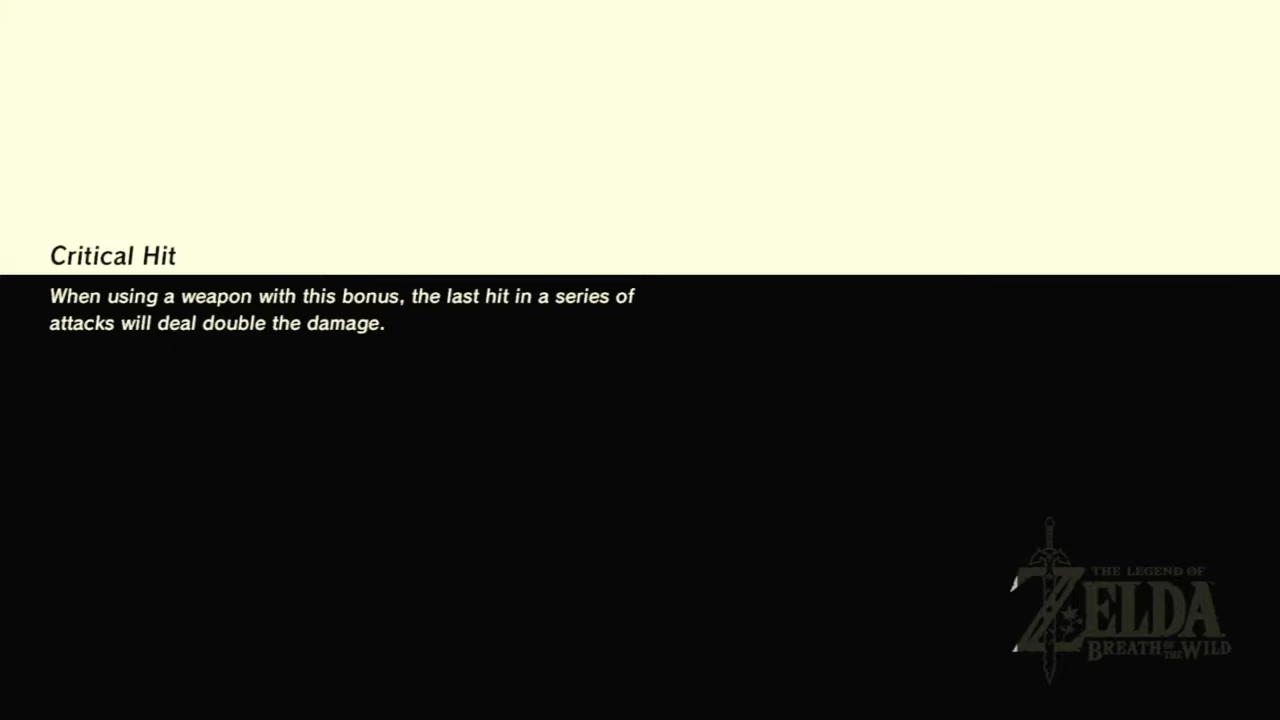 Critical Hit
When using a weapon with this bonus, the last hit in a series of
attacks will deal double the damage.
THE LEGEND OF
ZELDA
BREATH OF THE WILD